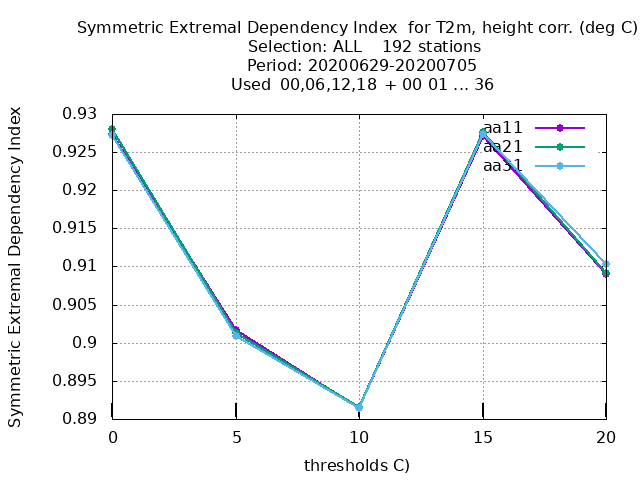 Symmetric Extremal Dependency Index for T2m, height corr. (deg C)
Selection: ALL 192 stations
Period: 20200629-20200705
Used 00,06,12,18 + 00 01 ... 36
Symmetric Extremal Dependency Index
0.93
0.925
0.92
0.915
0.91
0.905
0.9
0.895
0.89
aa11
aa21
aa31
0 5 10 15 20
thresholds C)